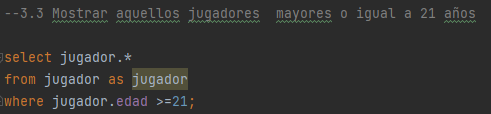 --3.3 Mostrar aquellos jugadores  mayores o igual a 21 años
select jugador.*
from jugador as jugador
where jugador.edad >=21;